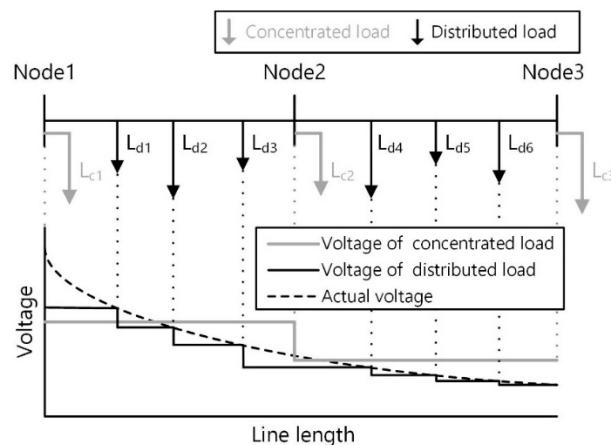 Concentrated load Distributed load
Node1 Node2 Node3
Lc1 Ld1 Ld2 Ld3 Lc2 Ld4 Ld5 Ld6 Lc3
Voltage of concentrated load
Voltage of distributed load
Actual voltage
Voltage
Line length